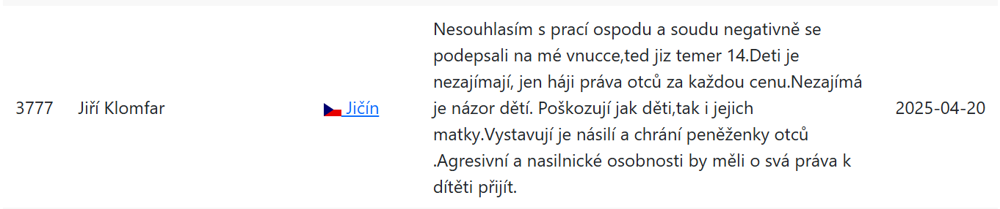 Nesouhlasím s prací ospodu a soudu negativně se
podepsali na mé vnucce,ted jiz temer 14.Deti je
nezajímají, jen háji práva otců za každou cenu.Nezajímá
3777 Jiří Klomfar Jičín je názor dětí. Poškozují jak děti,tak i jejich 2025-04-20
matky.Vystavují je násilí a chrání peněženky otců
.Agresivní a nasilnické osobnosti by měli o svá práva k
dítěti přijít.